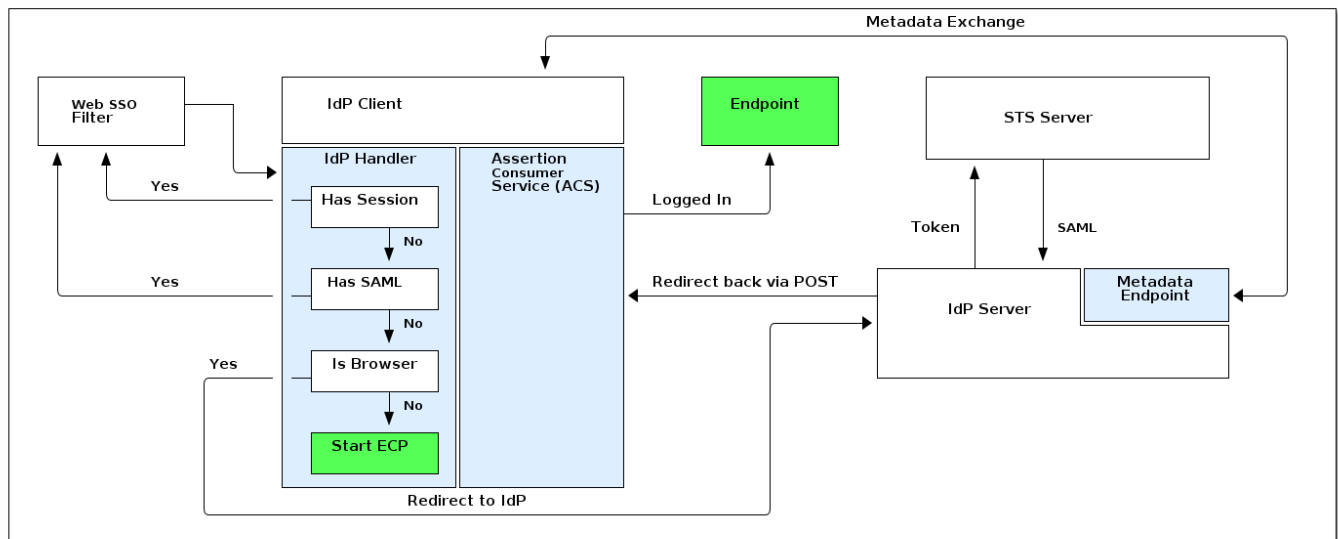 Metadata Exchange
Web SSO
Filter
IdP Client
Endpoint
STS Server
IdP Handler
Assertion
Consumer
Service (ACS)
Yes
Has Session
Logged In
No
Token
SAML
Yes
Has SAML
Redirect back via POST
Metadata
Endpoint
IdP Server
No
Yes
Is Browser
No
Start ECP
Redirect to IdP